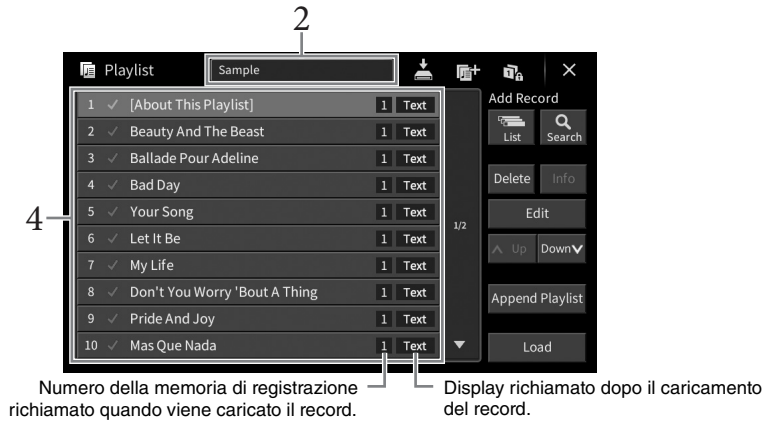 2
Playlist Sample
Add Record
1 [About This Playlist] 1 Text
List Search
2 Beauty And The Beast 1 Text
3 Ballade Pour Adeline 1 Text
4 Bad Day 1 Text
Delete Info
4
5 Your Song 1 Text
Edit
1/2
6 Let It Be 1 Text
Up Down
7 My Life 1 Text
8 Don't You Worry 'Bout A Thing 1 Text
Append Playlist
9 Pride And Joy 1 Text
10 Mas Que Nada 1 Text
Load
Numero della memoria di registrazione
richiamato quando viene caricato il record.
Display richiamato dopo il caricamento
del record.